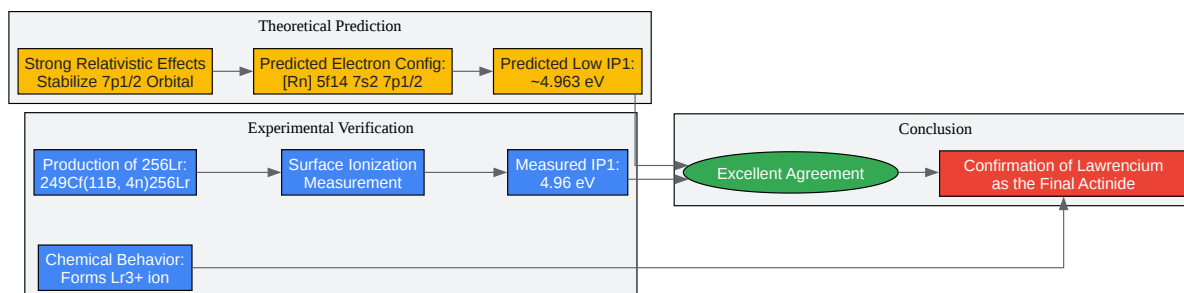 Theoretical Prediction
Strong Relativistic Effects
Stabilize 7p1/2 Orbital
Predicted Electron Config:
[Rn] 5f14 7s2 7p1/2
Predicted Low IP1:
~4.963 eV
Experimental Verification
Production of 256Lr:
249Cf(11B, 4n)256Lr
Surface Ionization
Measurement
Measured IP1:
4.96 eV
Chemical Behavior:
Forms Lr3+ ion
Conclusion
Excellent Agreement
Confirmation of Lawrencium
as the Final Actinide